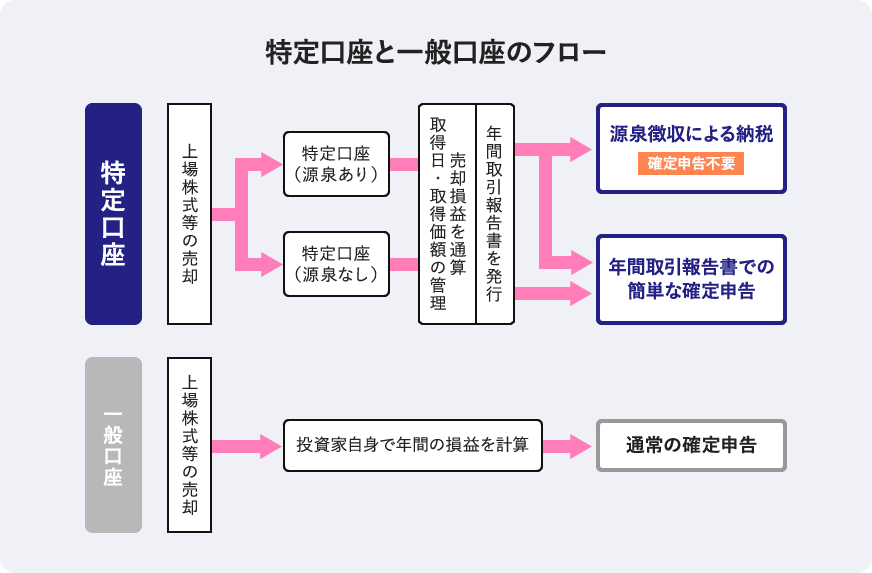 特定口座と一般口座のフロー
特定口座
上場株式等の売却
特定口座
（源泉あり）
特定口座
（源泉なし）
売却損益を通算
取得日・取得価額の管理
年間取引報告書を発行
源泉徴収による納税
確定申告不要
年間取引報告書での
簡単な確定申告
一般口座
上場株式等の売却
投資家自身で年間の損益を計算
通常の確定申告